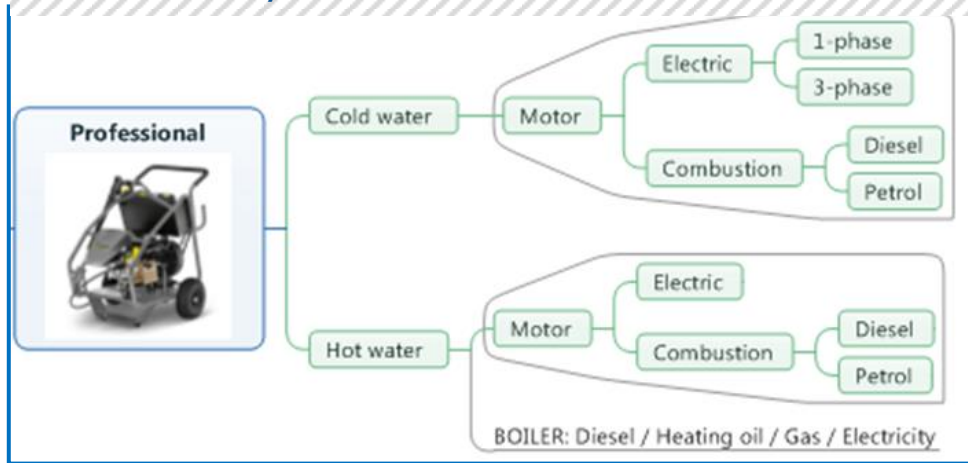 Professional
Cold water
Motor
Electric
1-phase
3-phase
Combustion
Diesel
Petrol
Hot water
Motor
Electric
Combustion
Diesel
Petrol
BOILER: Diesel / Heating oil / Gas / Electricity